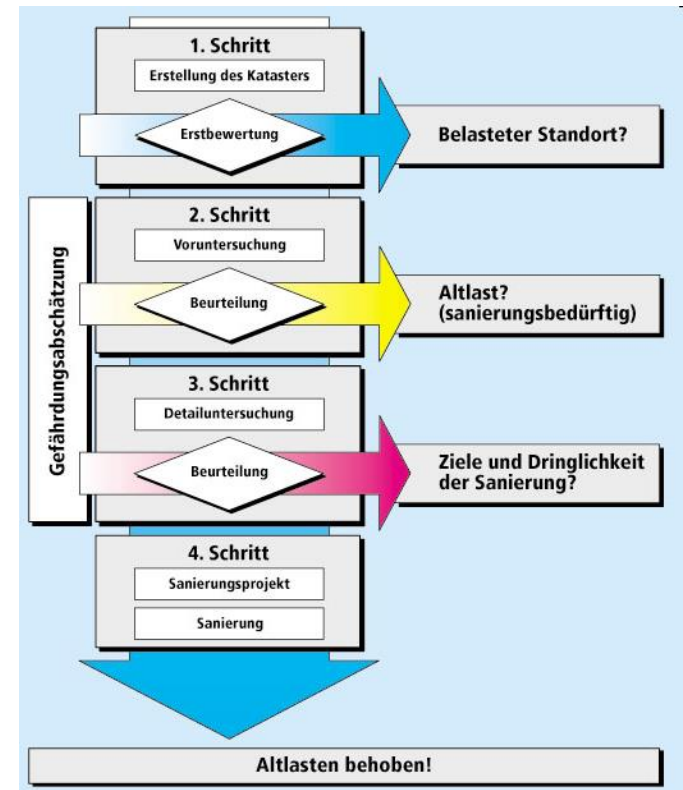 1. Schritt
Erstellung des Katasters
Erstbewertung
Belasteter Standort?
Gefährdungsabschätzung
2. Schritt
Voruntersuchung
Beurteilung
Altlast?
(sanierungsbedürftig)
3. Schritt
Detailuntersuchung
Beurteilung
Ziele und Dringlichkeit
der Sanierung?
4. Schritt
Sanierungsprojekt
Sanierung
Altlasten behoben!